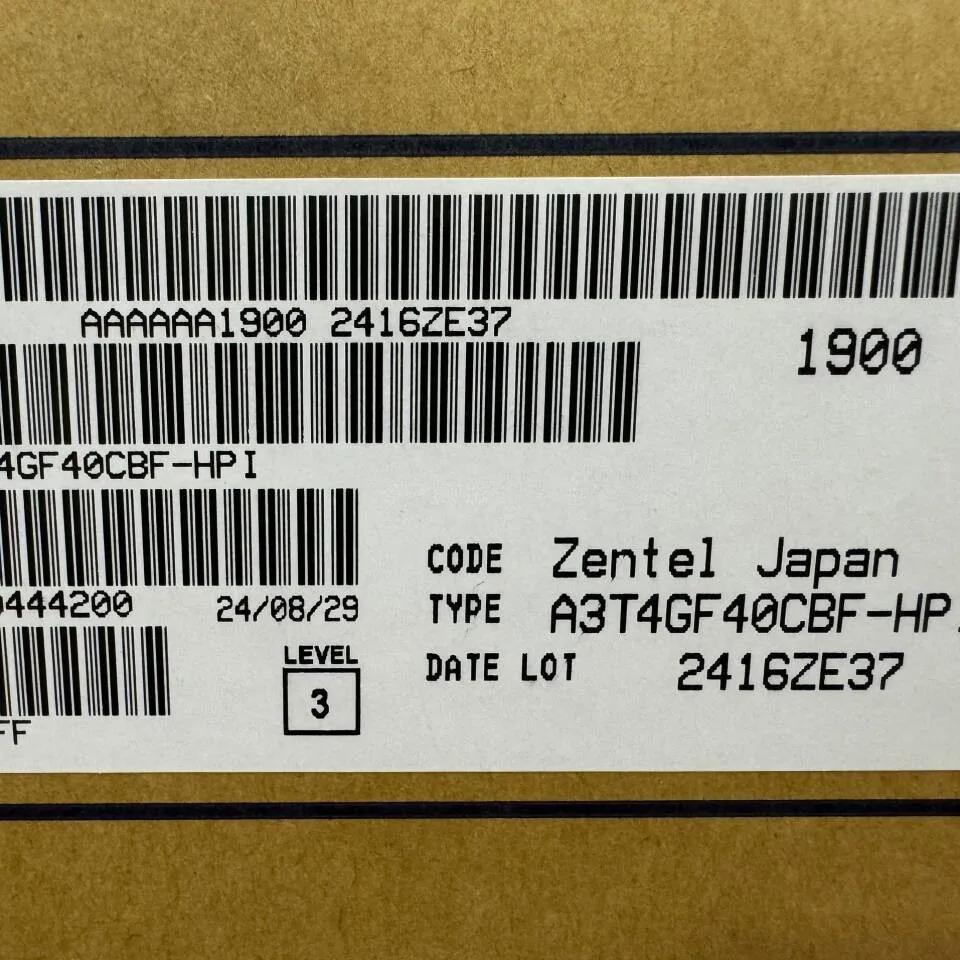 AAAAAA1900 2416ZE37
1900
4GF40CBF-HPI
444200 24/08/29
LEVEL
3
FF
CODE Zentel Japan
TYPE A3T4GF40CBF-HP
DATE LOT 2416ZE37